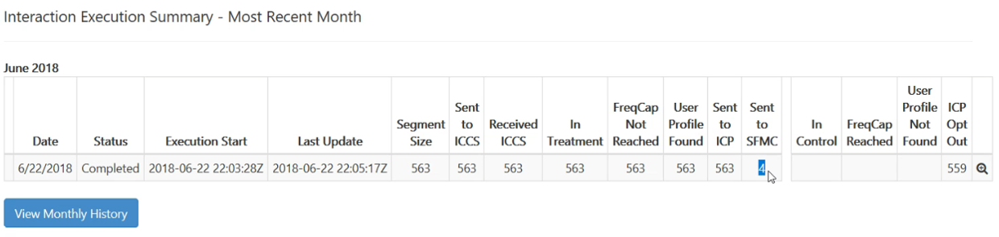 Interaction Execution Summary - Most Recent Month
June 2018
Date Status Execution Start Last Update Segment Size Sent to ICCS Received ICCS In Treatment FreqCap Not Reached User Profile Found Sent to ICP Sent to SFMC In Control FreqCap Reached User Profile Not Found ICP Opt Out
6/22/2018 Completed 2018-06-22 22:03:28Z 2018-06-22 22:05:17Z 563 563 563 563 563 563 563 4 559
View Monthly History